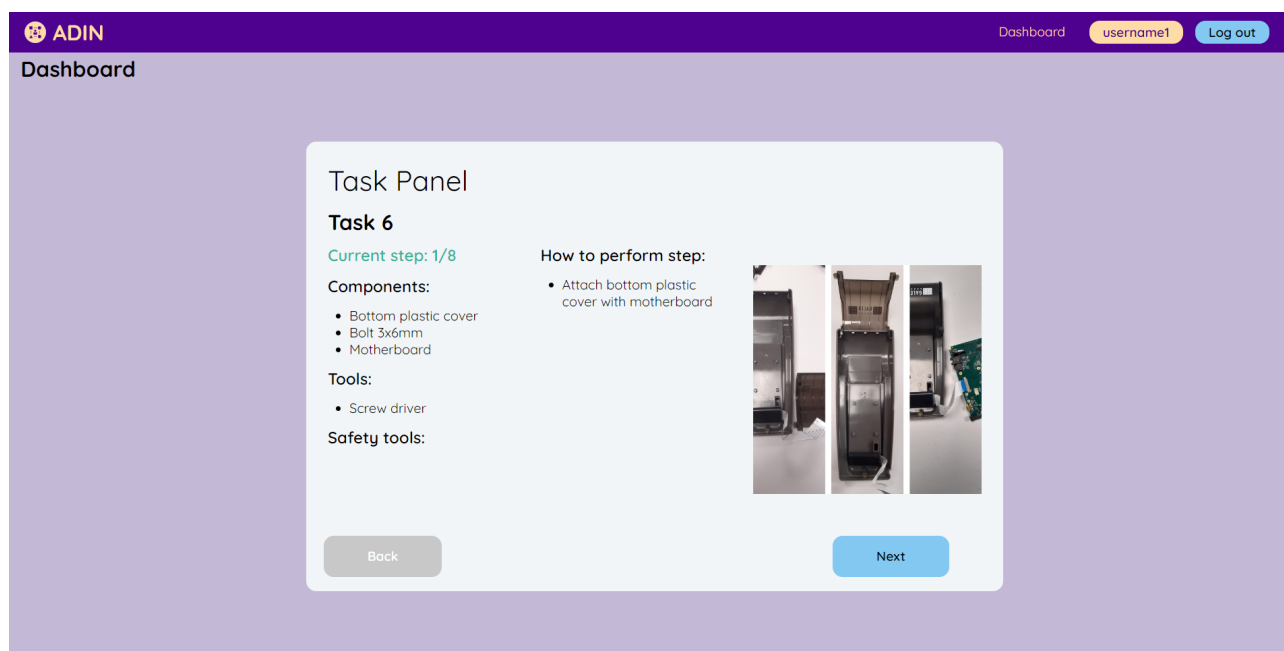 ADIN
Dashboard
username1
Log out
Dashboard
Task Panel
Task 6
Current step: 1/8
Components:
Bottom plastic cover
Bolt 3x6mm
Motherboard
Tools:
Screw driver
Safety tools:
How to perform step:
Attach bottom plastic
cover with motherboard
Back
Next